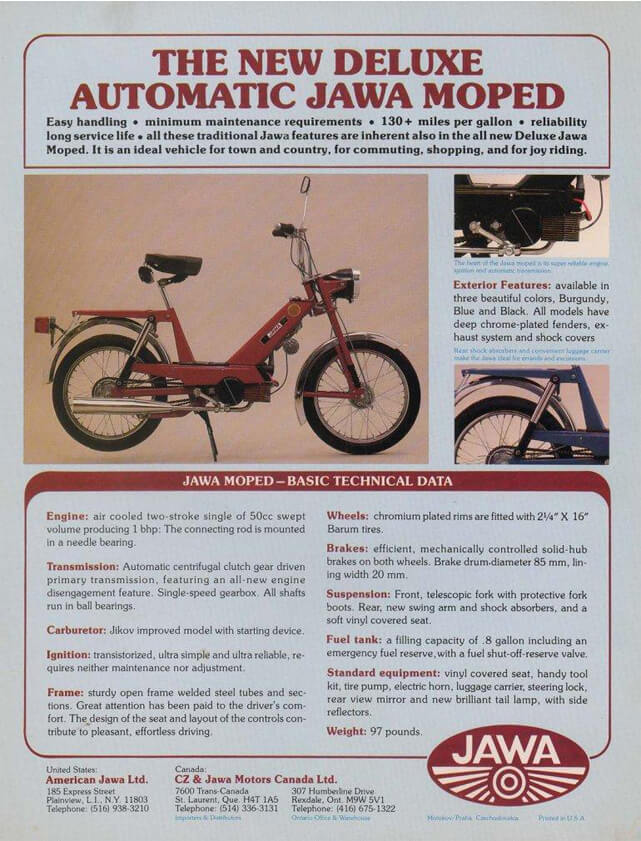 THE NEW DELUXE
AUTOMATIC JAWA MOPED
Easy handling • minimum maintenance requirements • 130+ miles per gallon • reliability
long service life • all these traditional Jawa features are inherent also in the all new Deluxe Jawa
Moped. It is an ideal vehicle for town and country, for commuting, shopping, and for joy riding.
JAWA
The heart of the Jawa moped is its super reliable engine,
ignition and automatic transmission.
Exterior Features: available in
three beautiful colors, Burgundy,
Blue and Black. All models have
deep chrome-plated fenders, ex-
haust system and shock covers
Rear shock absorbers and convenient luggage carrier
make the Jawa ideal for errands and excursions.
JAWA MOPED – BASIC TECHNICAL DATA
Engine: air cooled two-stroke single of 50cc swept
volume producing 1 bhp: The connecting rod is mounted
in a needle bearing.
Transmission: Automatic centrifugal clutch gear driven
primary transmission, featuring an all-new engine
disengagement feature. Single-speed gearbox. All shafts
run in ball bearings.
Carburetor: Jikov improved model with starting device.
Ignition: transistorized, ultra simple and ultra reliable, re-
quires neither maintenance nor adjustment.
Frame: sturdy open frame welded steel tubes and sec-
tions. Great attention has been paid to the driver's com-
fort. The design of the seat and layout of the controls con-
tribute to pleasant, effortless driving.
Wheels: chromium plated rims are fitted with 2¼" X 16"
Barum tires.
Brakes: efficient, mechanically controlled solid-hub
brakes on both wheels. Brake drum-diameter 85 mm, lin-
ing width 20 mm.
Suspension: Front, telescopic fork with protective fork
boots. Rear, new swing arm and shock absorbers, and a
soft vinyl covered seat.
Fuel tank: a filling capacity of .8 gallon including an
emergency fuel reserve, with a fuel shut-off-reserve valve.
Standard equipment: vinyl covered seat, handy tool
kit, tire pump, electric horn, luggage carrier, steering lock,
rear view mirror and new brilliant tail lamp, with side
reflectors.
Weight: 97 pounds.
United States:
American Jawa Ltd.
185 Express Street
Plainview, L.I., N.Y. 11803
Telephone: (516) 938-3210
Canada:
CZ & Jawa Motors Canada Ltd.
7600 Trans-Canada
St. Laurent, Que. H4T 1A5
Telephone: (514) 336-3131
Importers & Distributors
307 Humberline Drive
Rexdale, Ont. M9W 5V1
Telephone: (416) 675-1322
Ontario Office & Warehouse
JAWA
Motokov/Praha, Czechoslovakia
Printed in U.S.A.